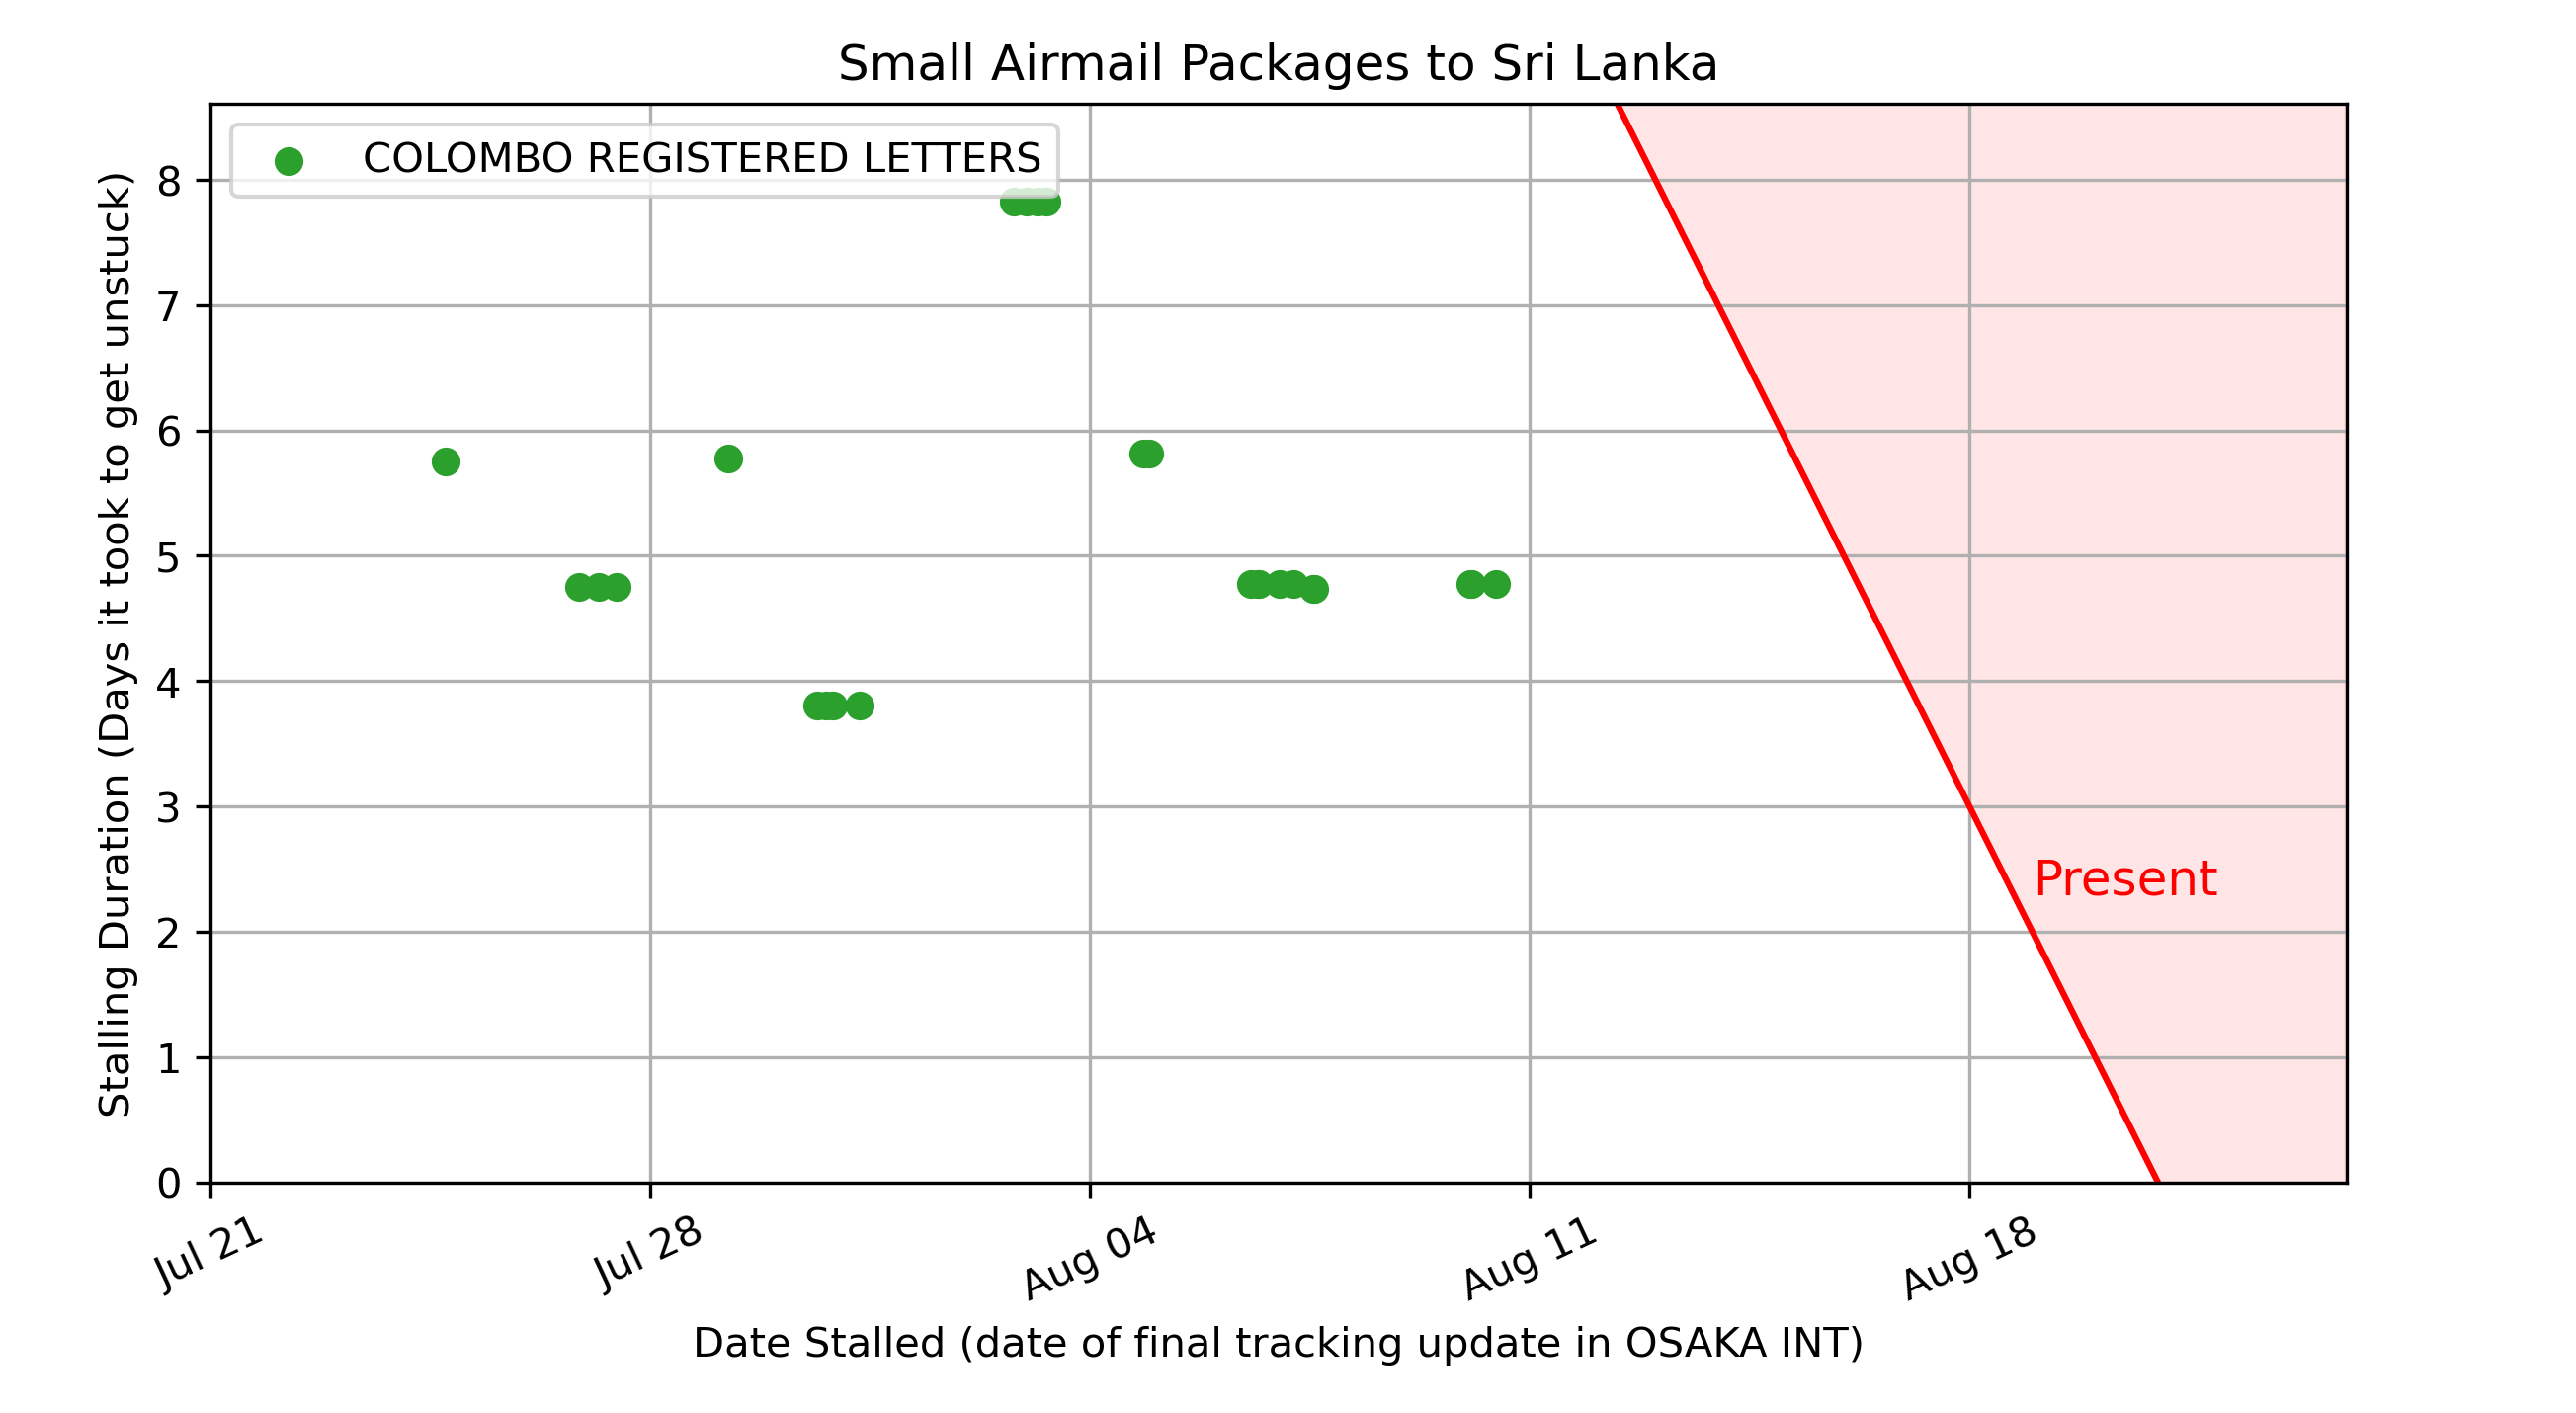 Small Airmail Packages to Sri Lanka
COLOMBO REGISTERED LETTERS
Stalling Duration (Days it took to get unstuck)
8
7
6
5
4
3
2
1
0
Present
Jul 21
Jul 28
Aug 04
Aug 11
Aug 18
Date Stalled (date of final tracking update in OSAKA INT)